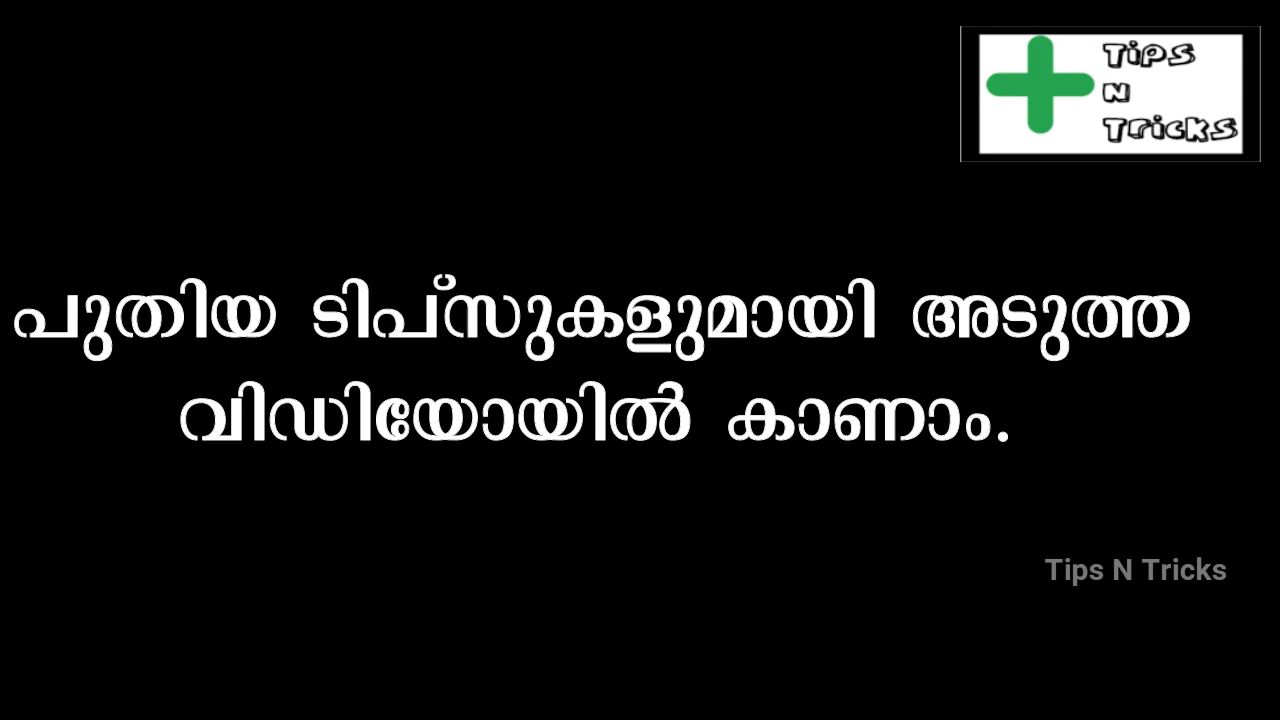 Tips
N
Tricks
പുതിയ ടിപ്സുകളുമായി അടുത്ത
വിഡിയോയിൽ കാണാം.
Tips N Tricks